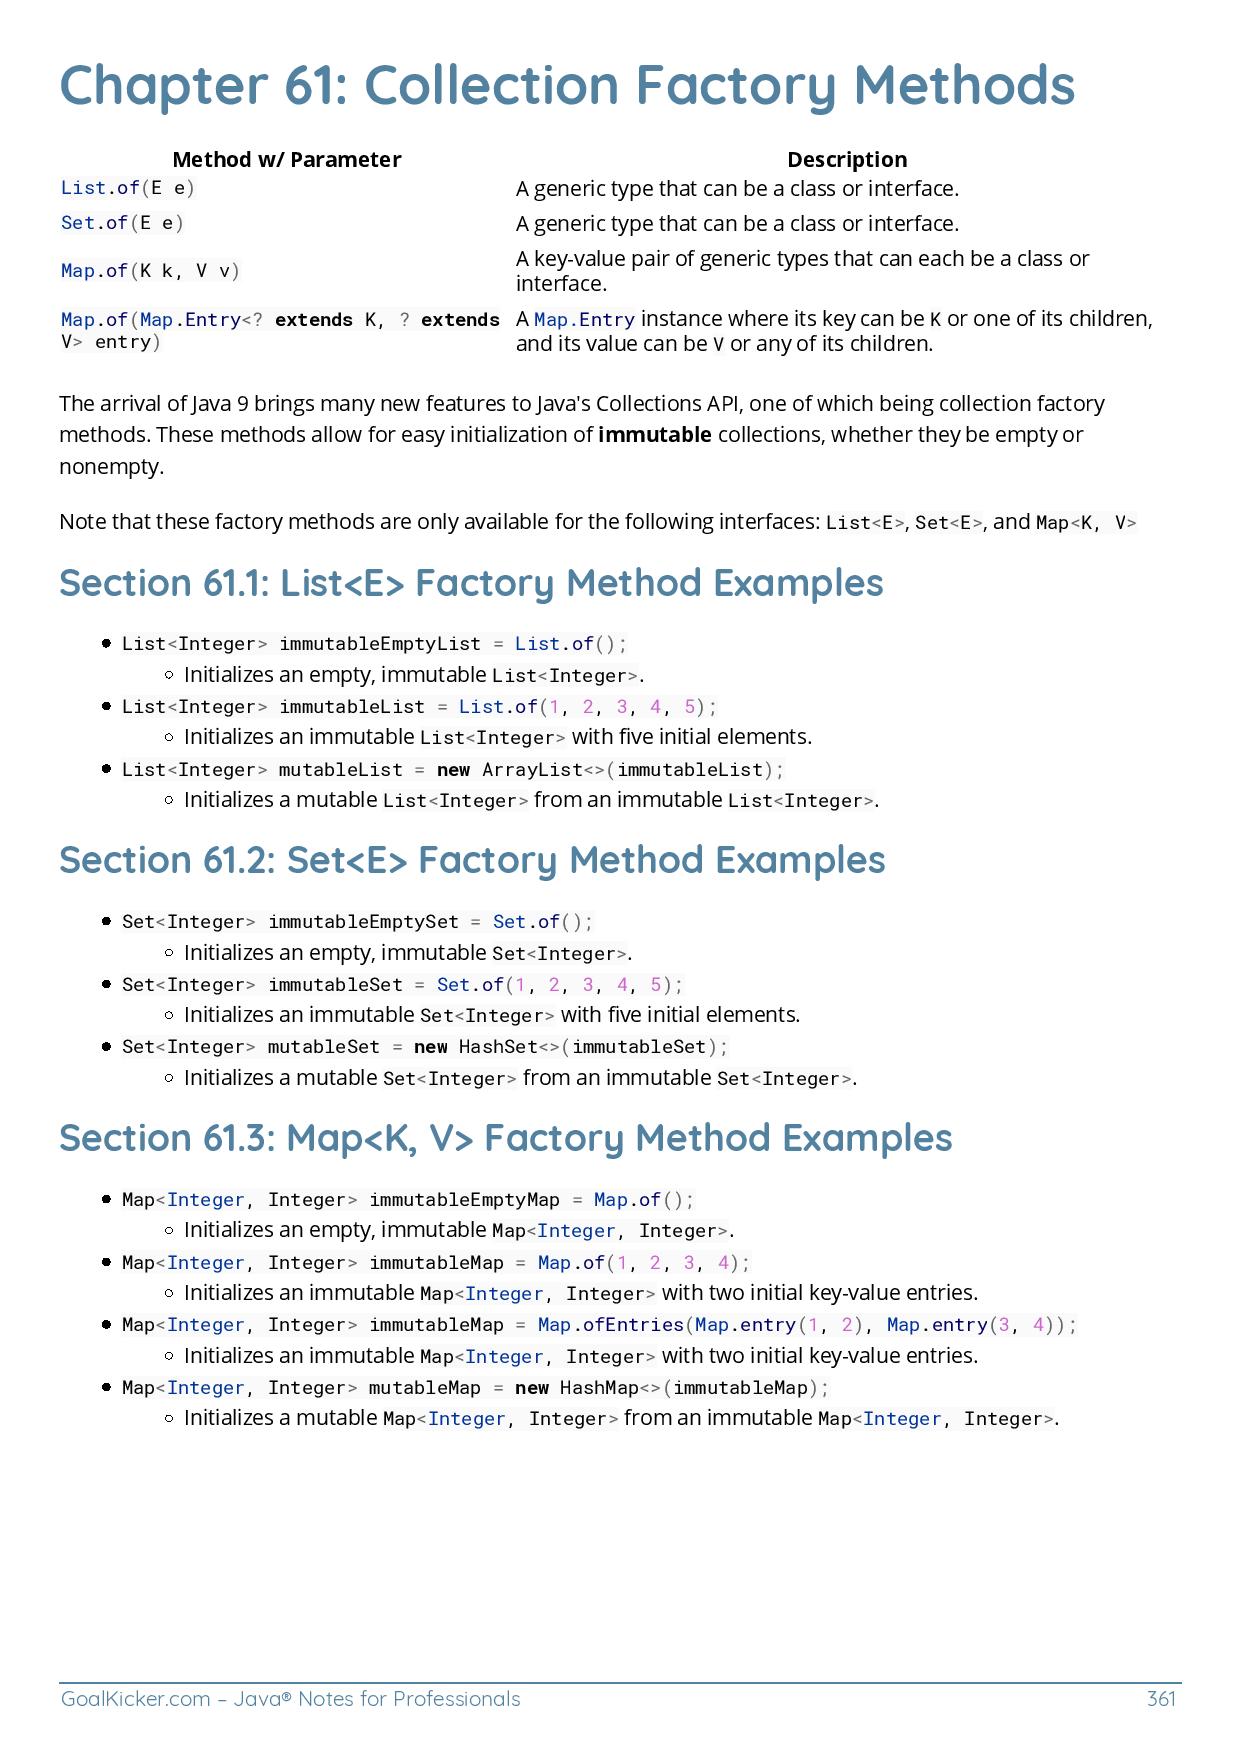 Chapter 61: Collection Factory Methods
Method w/ Parameter Description
List.of(E e) A generic type that can be a class or interface.
Set.of(E e) A generic type that can be a class or interface.
Map.of(K k, V v) A key-value pair of generic types that can each be a class or
interface.
Map.of(Map.Entry<? extends K, ? extends A Map.Entry instance where its key can be K or one of its children,
V> entry) and its value can be V or any of its children.
The arrival of Java 9 brings many new features to Java's Collections API, one of which being collection factory
methods. These methods allow for easy initialization of immutable collections, whether they be empty or
nonempty.
Note that these factory methods are only available for the following interfaces: List<E>, Set<E>, and Map<K, V>
Section 61.1: List<E> Factory Method Examples
● List<Integer> immutableEmptyList = List.of();
○ Initializes an empty, immutable List<Integer>.
● List<Integer> immutableList = List.of(1, 2, 3, 4, 5);
○ Initializes an immutable List<Integer> with five initial elements.
● List<Integer> mutableList = new ArrayList<>(immutableList);
○ Initializes a mutable List<Integer> from an immutable List<Integer>.
Section 61.2: Set<E> Factory Method Examples
● Set<Integer> immutableEmptySet = Set.of();
○ Initializes an empty, immutable Set<Integer>.
● Set<Integer> immutableSet = Set.of(1, 2, 3, 4, 5);
○ Initializes an immutable Set<Integer> with five initial elements.
● Set<Integer> mutableSet = new HashSet<>(immutableSet);
○ Initializes a mutable Set<Integer> from an immutable Set<Integer>.
Section 61.3: Map<K, V> Factory Method Examples
● Map<Integer, Integer> immutableEmptyMap = Map.of();
○ Initializes an empty, immutable Map<Integer, Integer>.
● Map<Integer, Integer> immutableMap = Map.of(1, 2, 3, 4);
○ Initializes an immutable Map<Integer, Integer> with two initial key-value entries.
● Map<Integer, Integer> immutableMap = Map.ofEntries(Map.entry(1, 2), Map.entry(3, 4));
○ Initializes an immutable Map<Integer, Integer> with two initial key-value entries.
● Map<Integer, Integer> mutableMap = new HashMap<>(immutableMap);
○ Initializes a mutable Map<Integer, Integer> from an immutable Map<Integer, Integer>.
GoalKicker.com – Java® Notes for Professionals 361